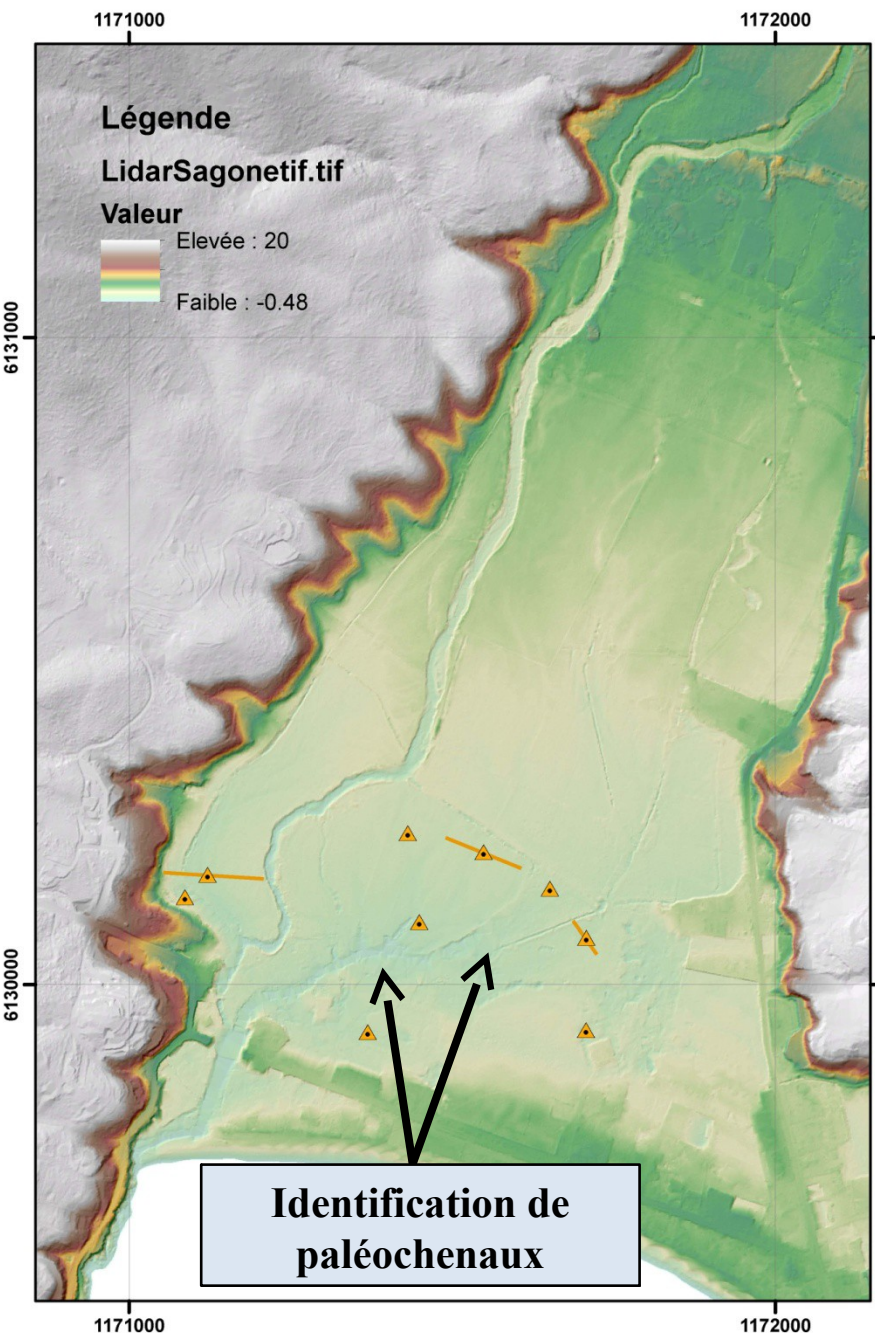 1171000
1172000
Légende
LidarSagonetif.tif
Valeur
Elevée : 20
Faible : -0.48
6131000
6130000
Identification de
paléochenaux
1171000
1172000